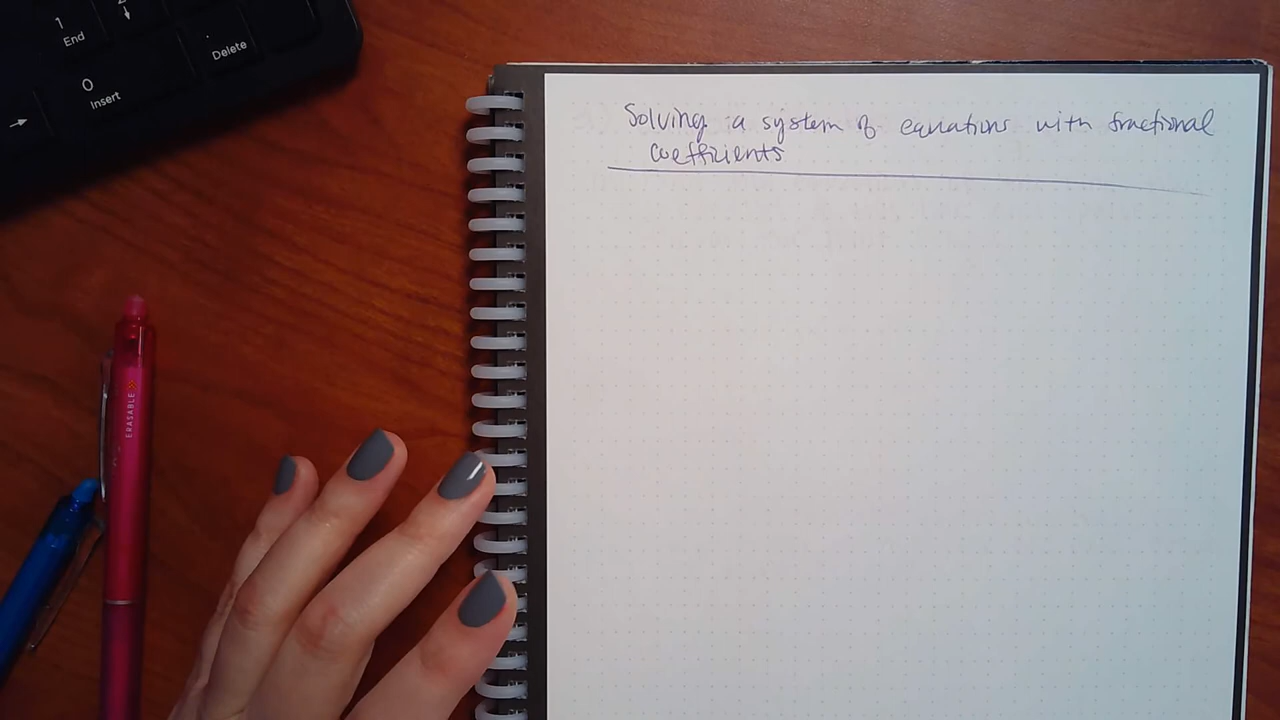 1
End
Delete
0
Insert
ERASABLE
Solving a system of equations with fractional
coefficients